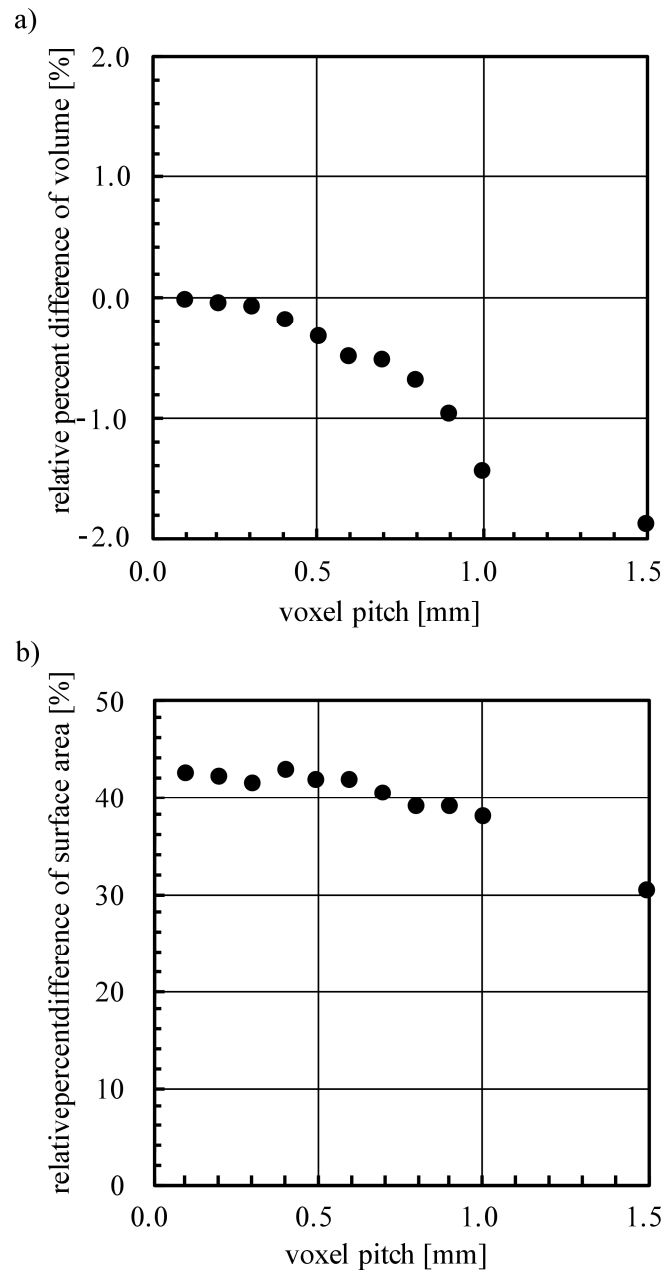 a)
relative percent difference of volume [%]
2.0
1.0
0.0
-1.0
-2.0
0.0 0.5 1.0 1.5
voxel pitch [mm]
b)
relativepercentdifference of surface area [%]
50
40
30
20
10
0
0.0 0.5 1.0 1.5
voxel pitch [mm]